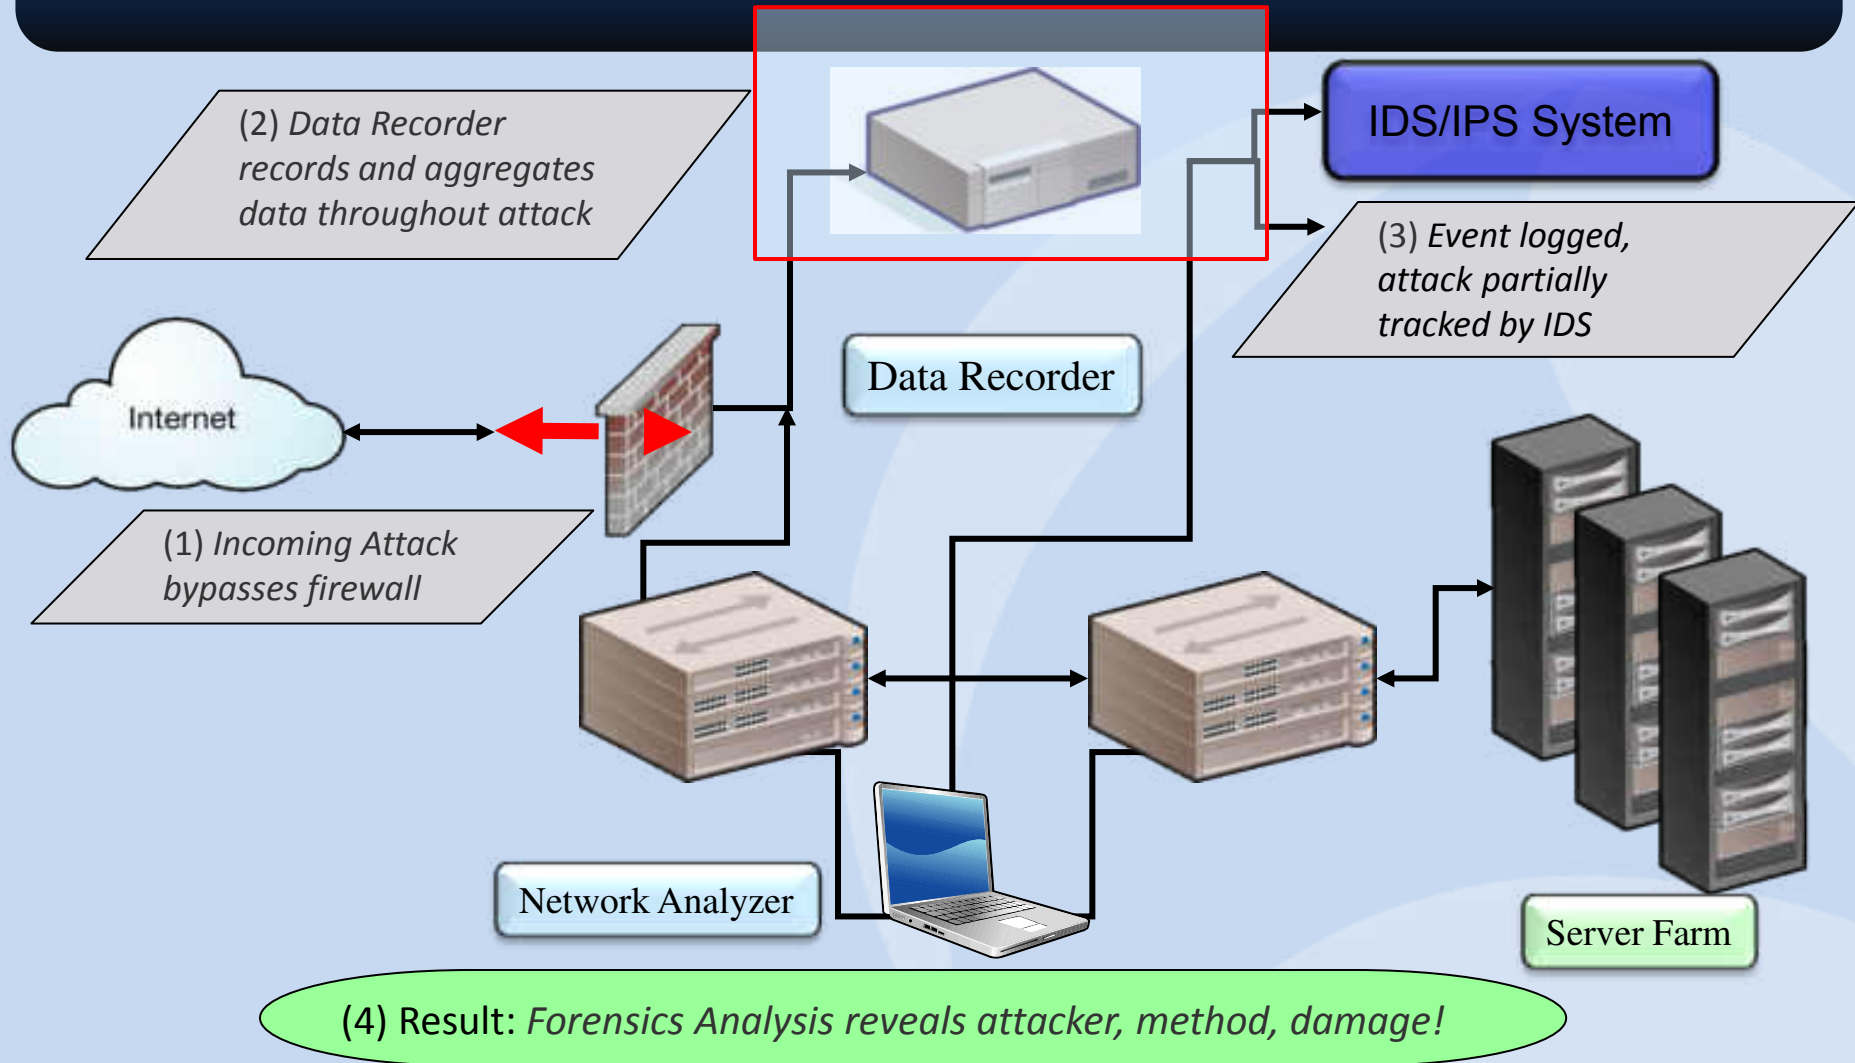 (2) Data Recorder
records and aggregates
data throughout attack
IDS/IPS System
(3) Event logged,
attack partially
tracked by IDS
Data Recorder
Internet
(1) Incoming Attack
bypasses firewall
Network Analyzer
Server Farm
(4) Result: Forensics Analysis reveals attacker, method, damage!